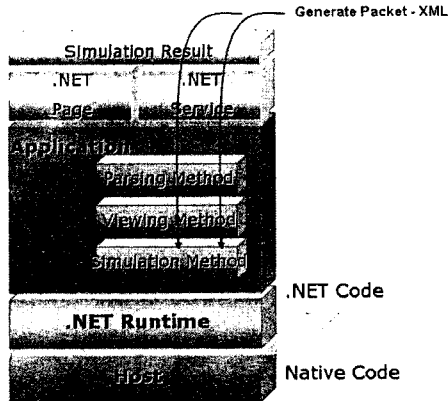 Generate Packet - XML
Simulation Result
.NET
Page
.NET
Service
Application
Parsing Method
Viewing Method
Simulation Method
.NET Code
.NET Runtime
Host
Native Code